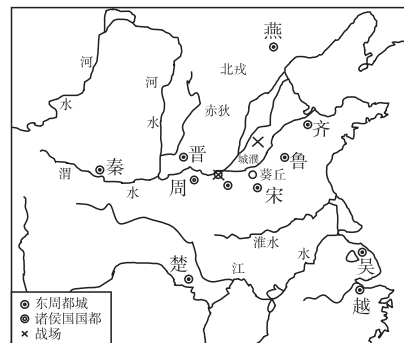 燕
北戎
河
水
河
水
赤狄
齐
城濮
晋
鲁
秦
渭
水
周
葵丘
宋
淮水
楚
江
水
吴
越
东周都城
诸侯国国都
战场